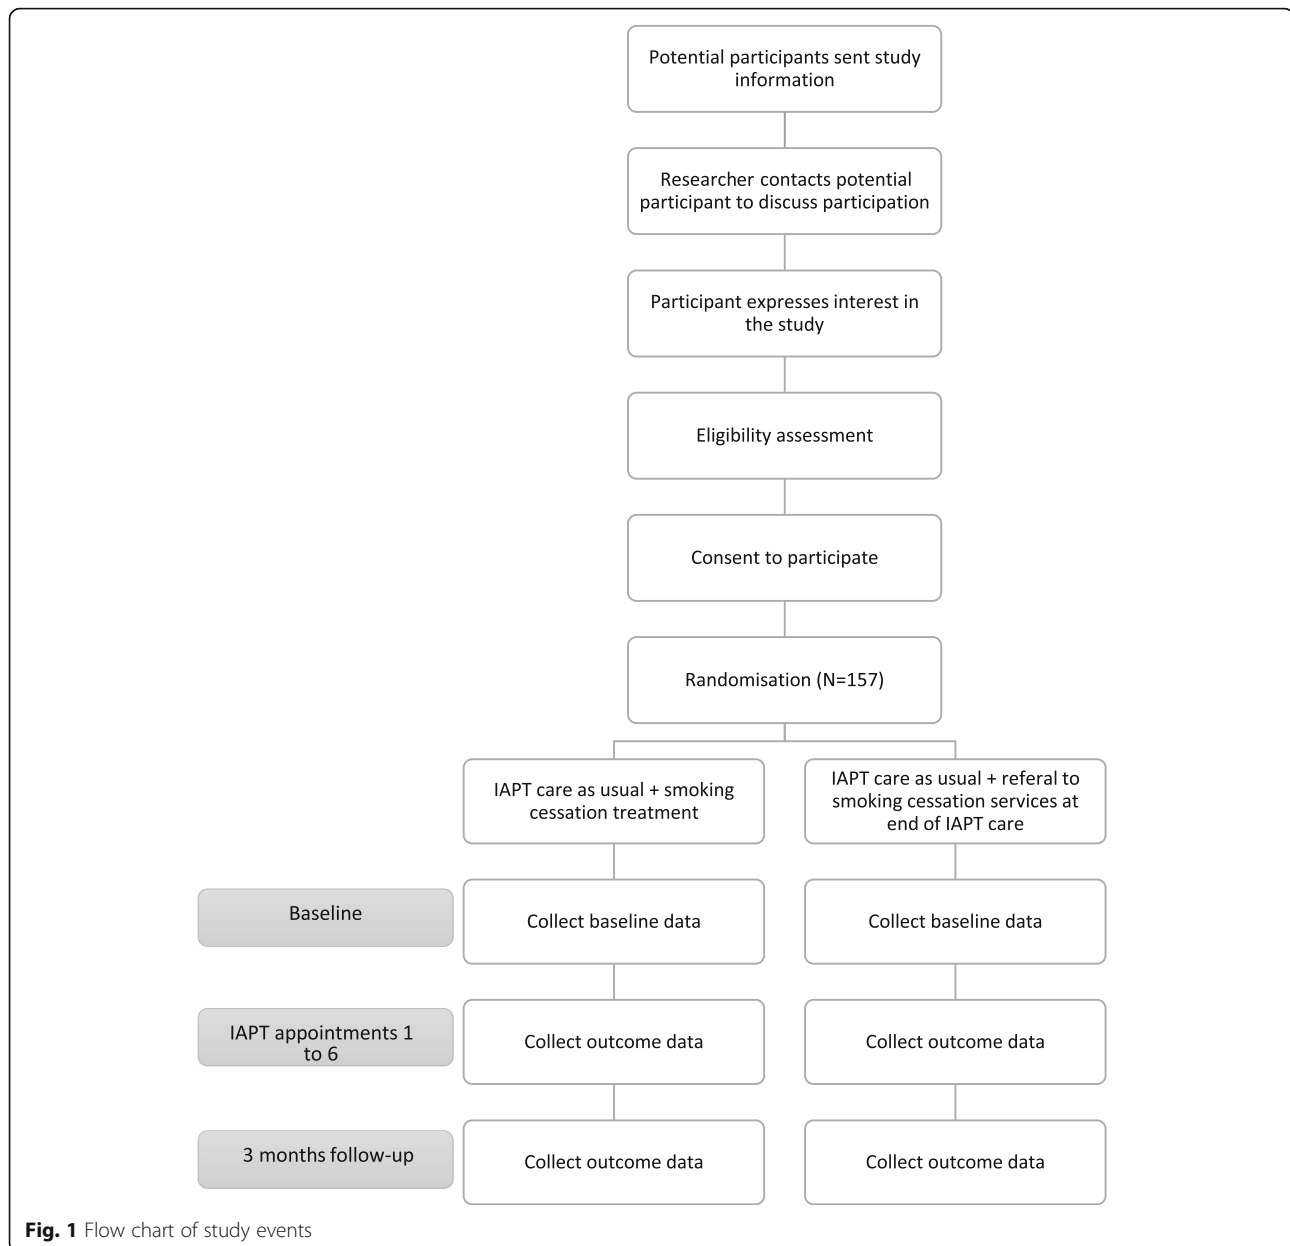 Potential participants sent study
information
Researcher contacts potential
participant to discuss participation
Participant expresses interest in
the study
Eligibility assessment
Consent to participate
Randomisation (N=157)
IAPT care as usual + smoking
cessation treatment
IAPT care as usual + referal to
smoking cessation services at
end of IAPT care
Baseline
Collect baseline data
Collect baseline data
IAPT appointments 1
to 6
Collect outcome data
Collect outcome data
3 months follow-up
Collect outcome data
Collect outcome data
Fig. 1 Flow chart of study events